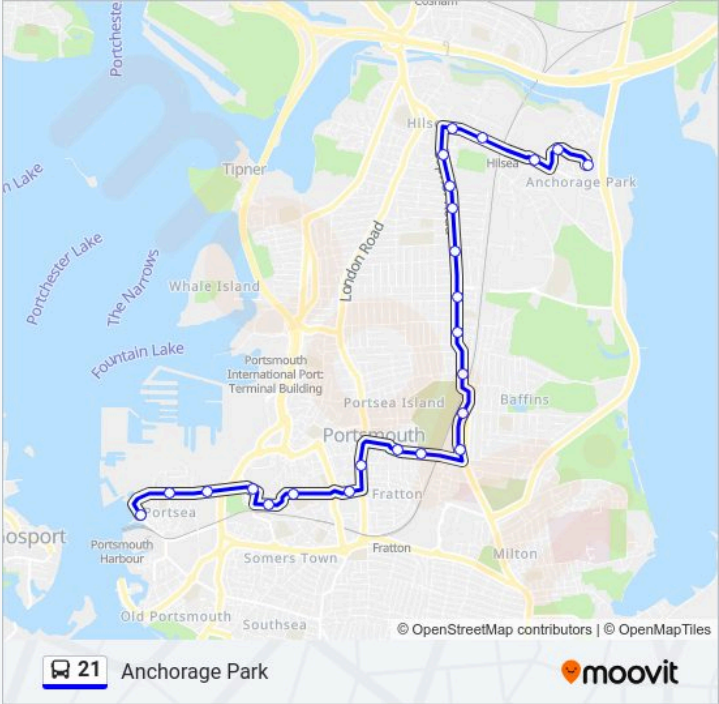 Cosham
Portcheste
Hilse
Hilsea
Anchorage Park
Tipner
n Lake
London Road
Portchester Lake
The Narrows
Whale Island
Fountain Lake
Portsmouth
International Port:
Terminal Building
Portsea Island
Baffins
Portsmouth
Fratton
Portsea
osport
Portsmouth
Harbour
Fratton
Somers Town
Milton
Old Portsmouth
Southsea
© OpenStreetMap contributors | © OpenMapTiles
21 Anchorage Park
moovit